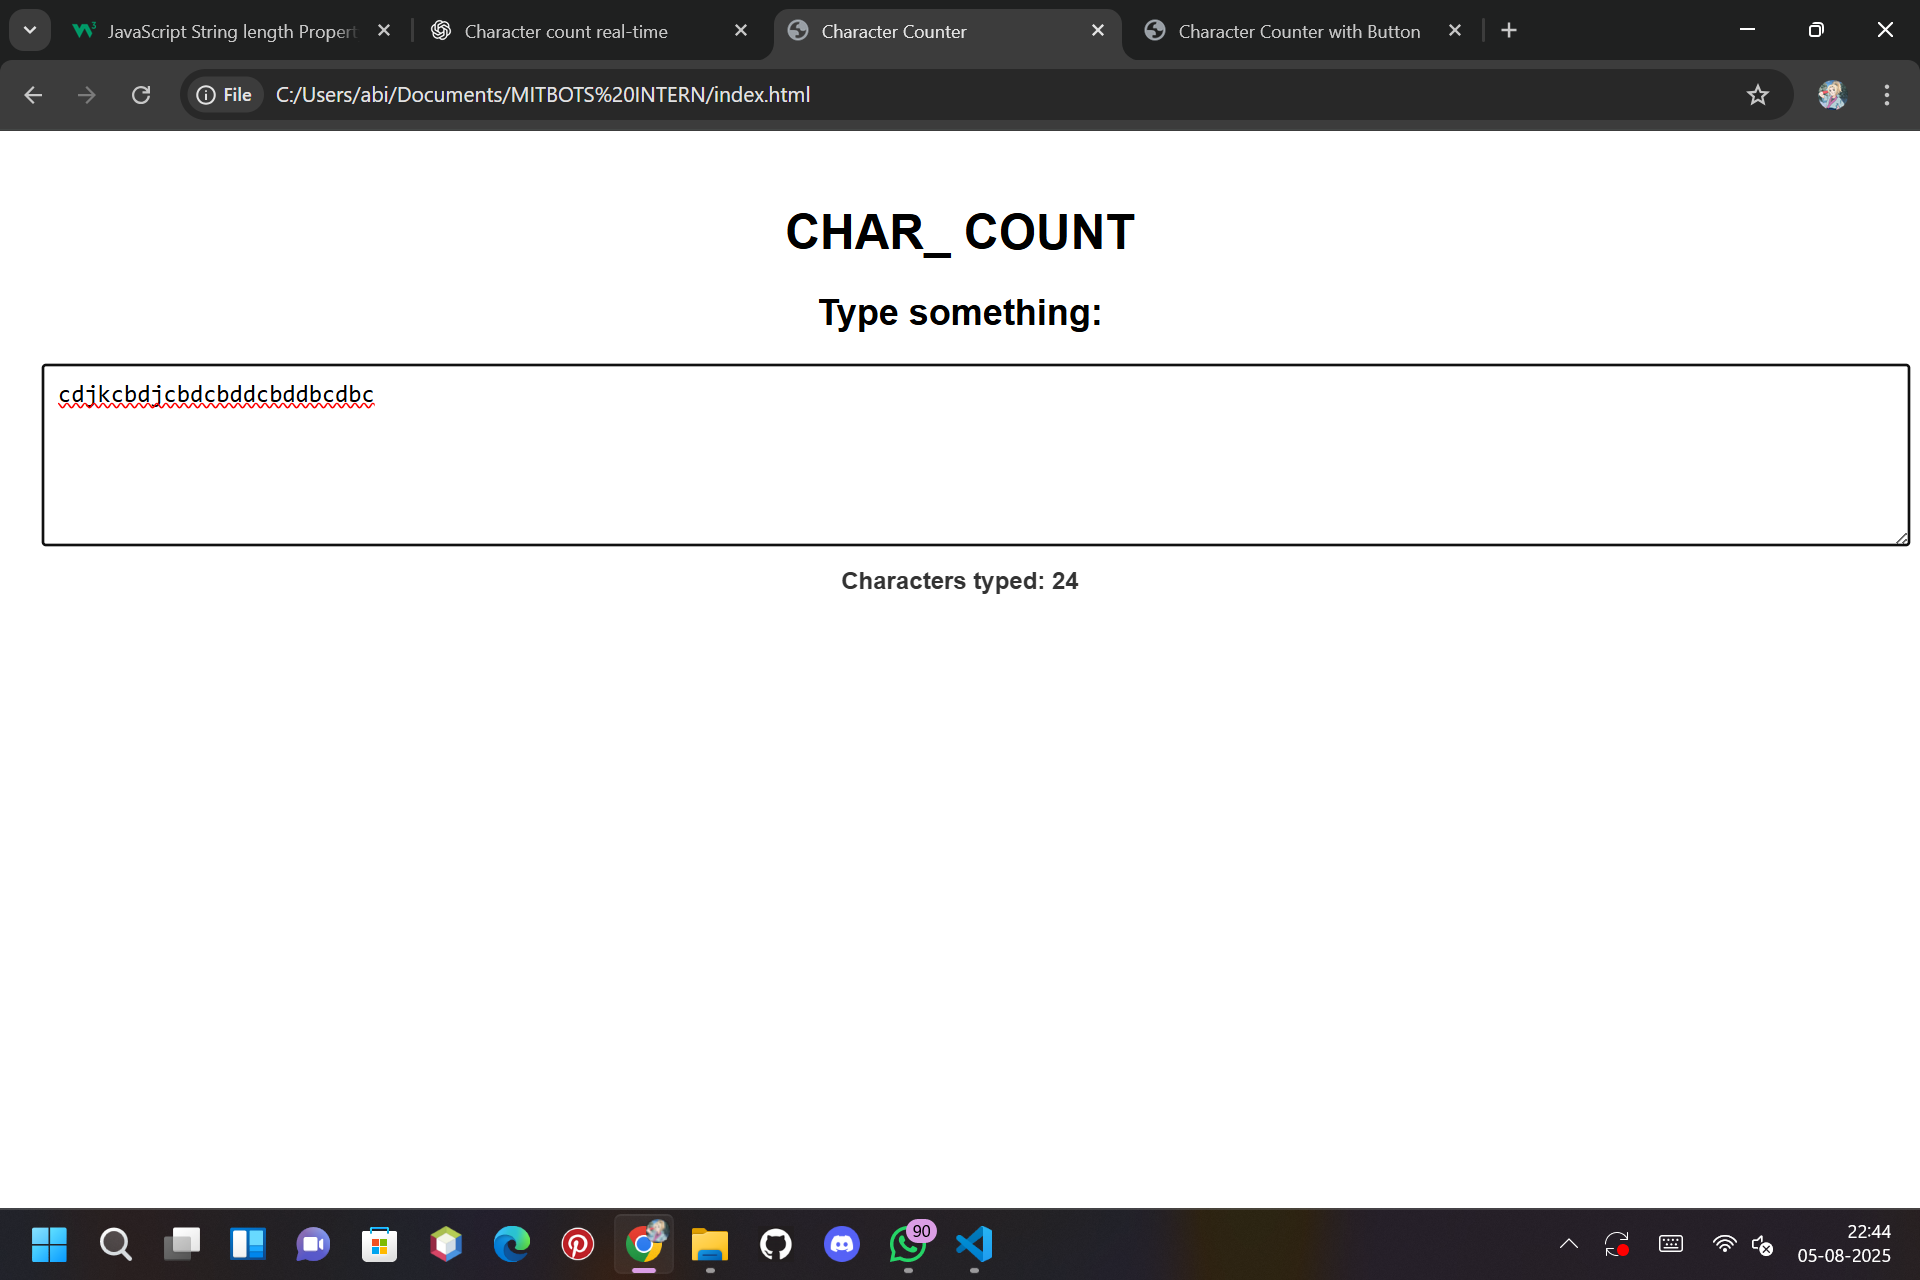 JavaScript String length Propert
Character count real-time
Character Counter
Character Counter with Button
File
C:/Users/abi/Documents/MITBOTS%20INTERN/index.html
CHAR_ COUNT
Type something:
cdjkcbdjcbdcbddcbddbcdbc
Characters typed: 24
90
22:44
05-08-2025